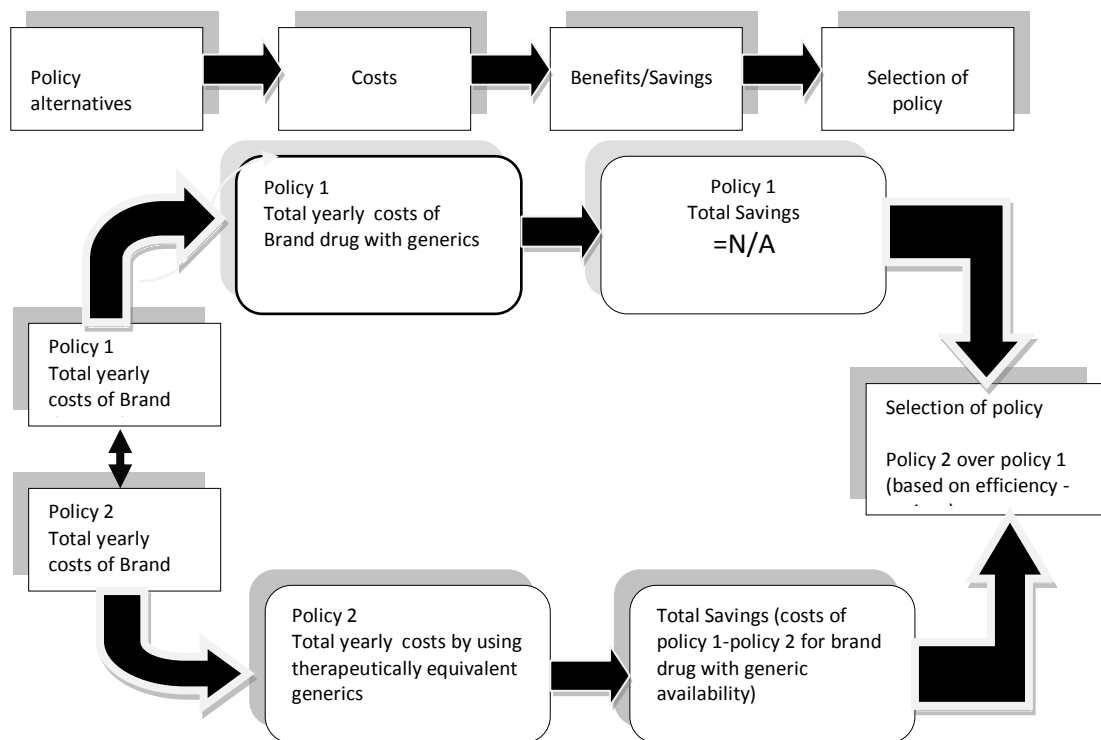 Policy
alternatives
Costs
Benefits/Savings
Selection of
policy
Policy 1
Total yearly costs of
Brand drug with generics
Policy 1
Total Savings
=N/A
Policy 1
Total yearly
costs of Brand
Selection of policy
Policy 2 over policy 1
(based on efficiency -
Policy 2
Total yearly
costs of Brand
Policy 2
Total yearly costs by using
therapeutically equivalent
generics
Total Savings (costs of
policy 1-policy 2 for brand
drug with generic
availability)